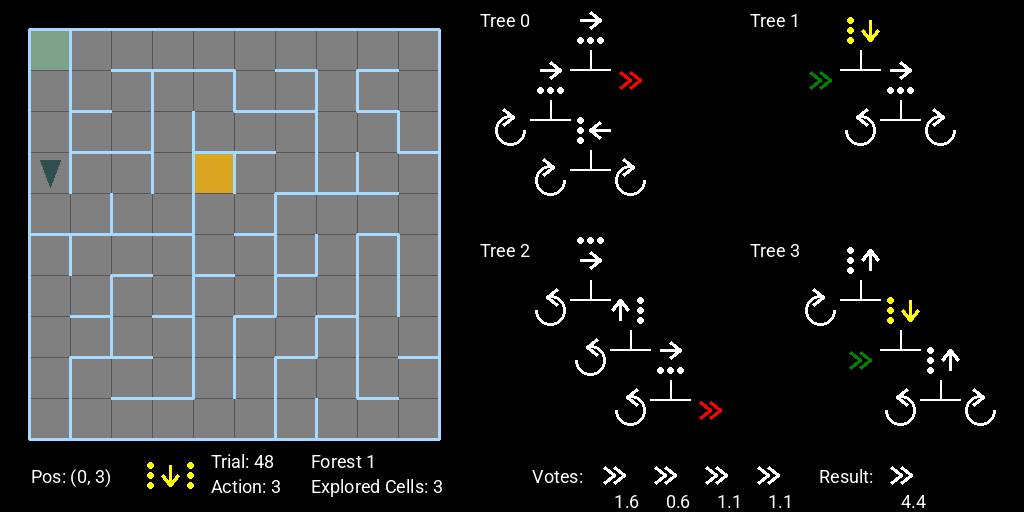 Tree 0
Tree 1
Tree 2
Tree 3
Pos: (0, 3)
Trial: 48
Action: 3
Forest 1
Explored Cells: 3
Votes:
1.6
0.6
1.1
1.1
Result:
4.4